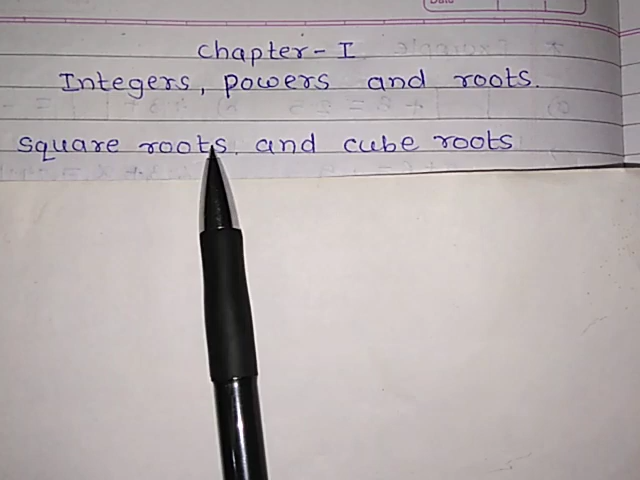 Chapter - I
Integers, powers and roots.
square roots and cube roots